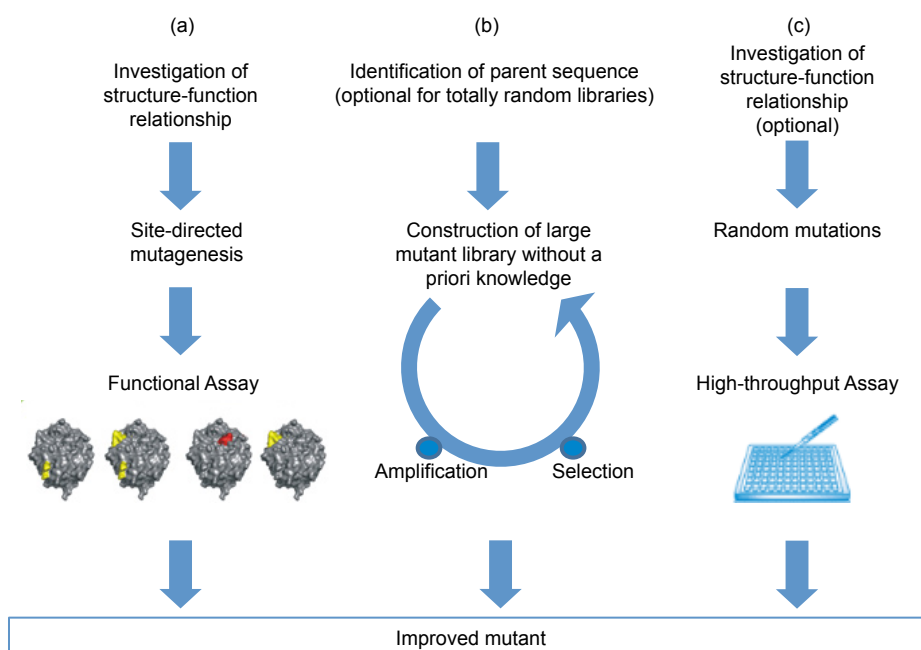 (a)
Investigation of
structure-function
relationship
Site-directed
mutagenesis
Functional Assay
(b)
Identification of parent sequence
(optional for totally random libraries)
Construction of large
mutant library without a
priori knowledge
Amplification
Selection
(c)
Investigation of
structure-function
relationship
(optional)
Random mutations
High-throughput Assay
Improved mutant